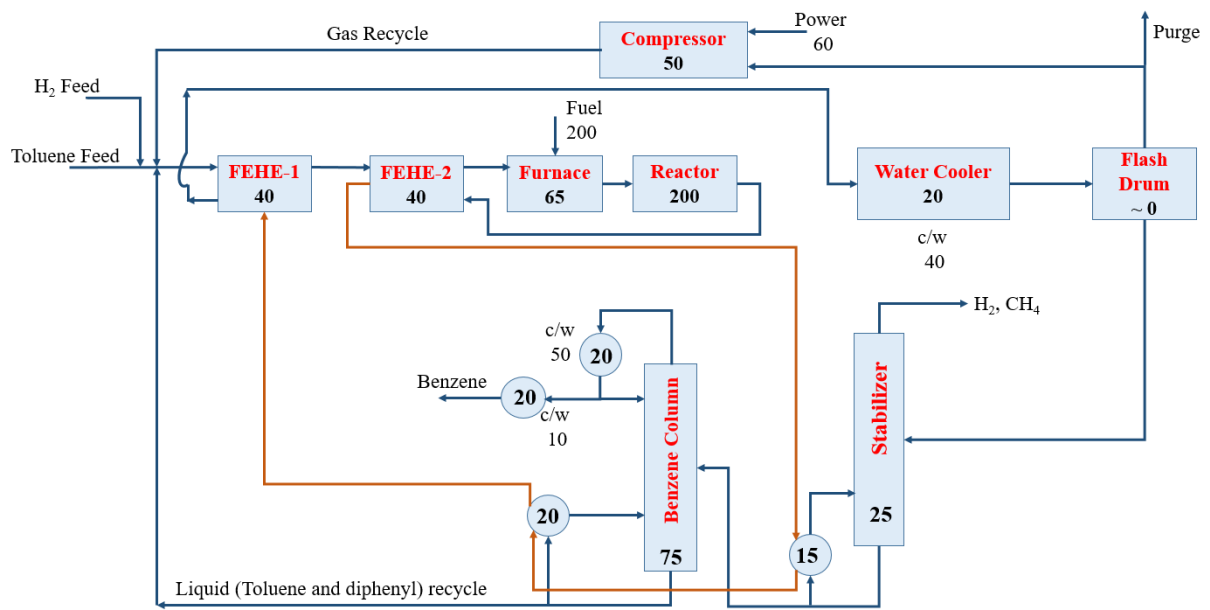 Gas Recycle
Compressor
50
Power
60
Purge
H₂ Feed
Toluene Feed
FEHE-1
40
FEHE-2
40
Fuel
200
Furnace
65
Reactor
200
Water Cooler
20
c/w
40
Flash
Drum
~ 0
H₂, CH₄
c/w
50
20
Benzene
20
c/w
10
Benzene Column
75
Stabilizer
25
20
15
Liquid (Toluene and diphenyl) recycle